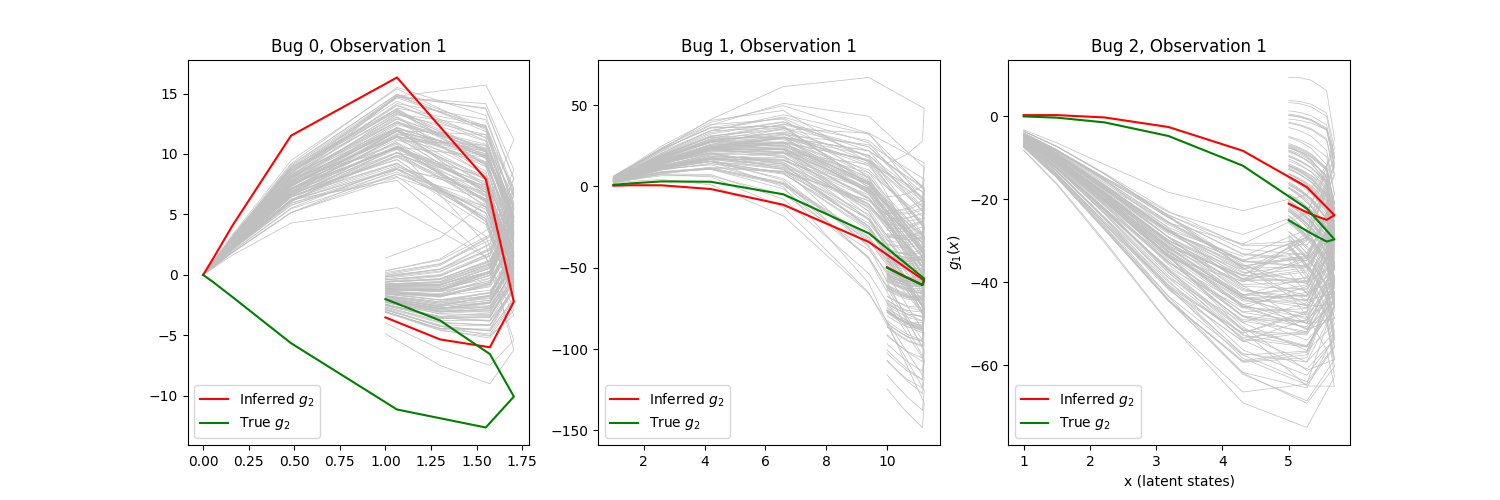 Bug 0, Observation 1
15
10
5
0
−5
−10
Inferred g₂
True g₂
0.00 0.25 0.50 0.75 1.00 1.25 1.50 1.75
Bug 1, Observation 1
50
0
−50
−100
−150
Inferred g₂
True g₂
2 4 6 8 10
Bug 2, Observation 1
g₁(x)
0
−20
−40
−60
Inferred g₂
True g₂
1 2 3 4 5
x (latent states)